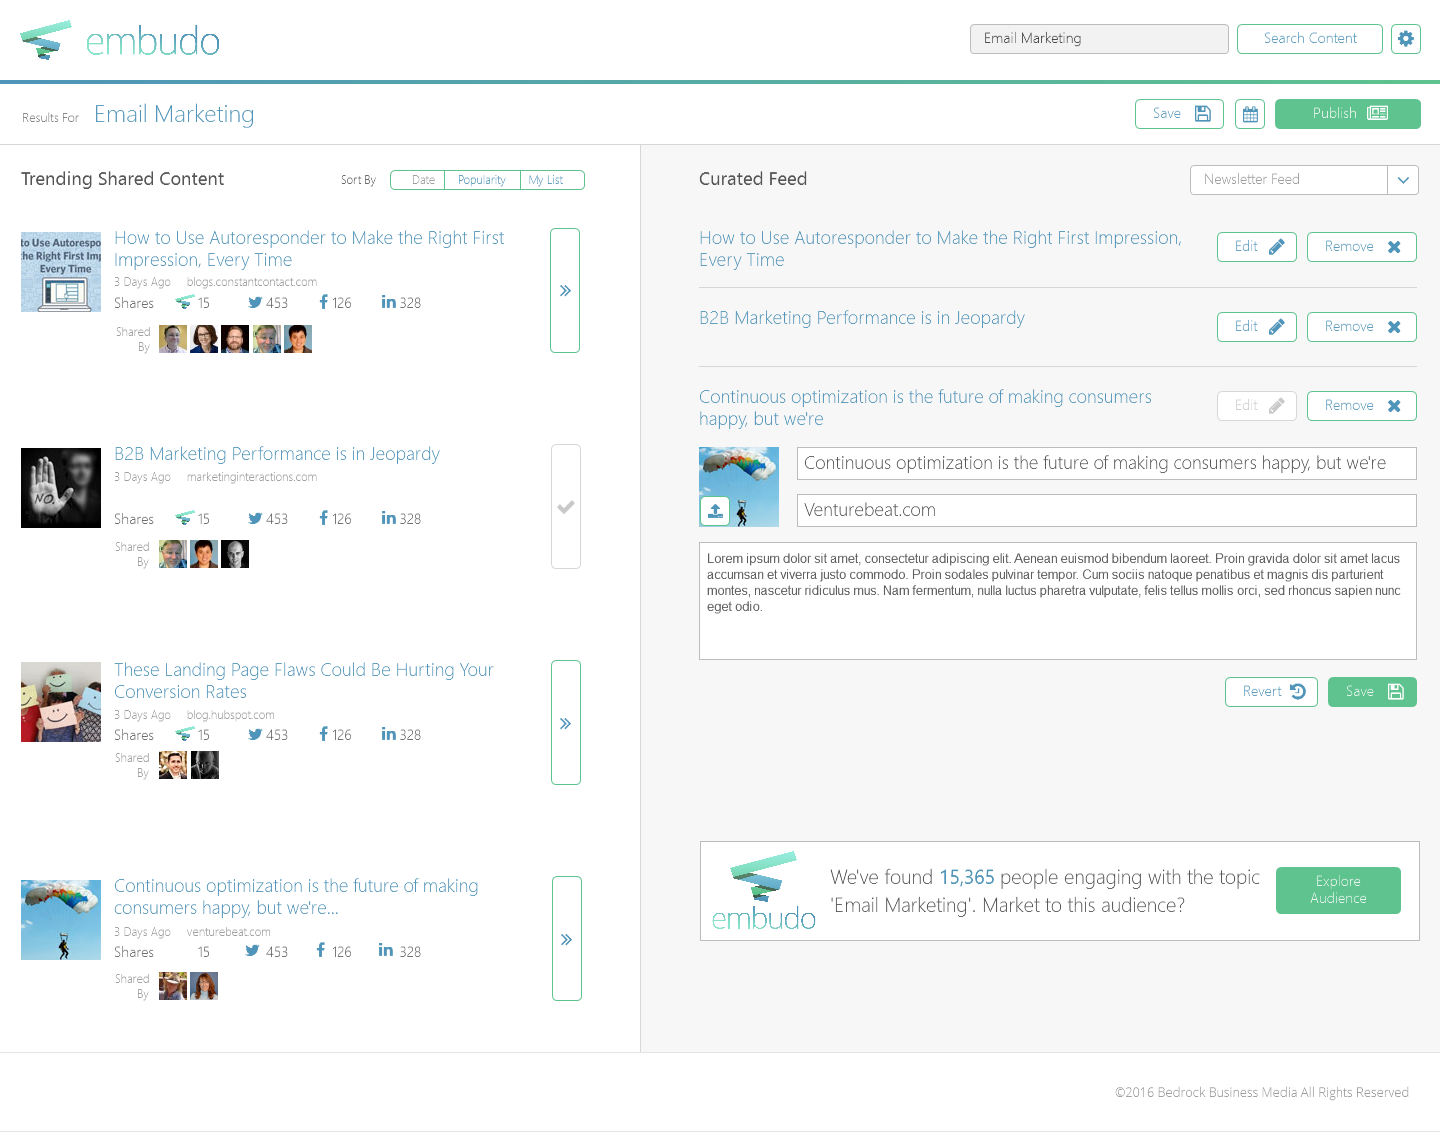 embudo
Email Marketing
Search Content
Results For
Email Marketing
Save
Publish
Trending Shared Content
Sort By
Date
Popularity
My List
to Use Autorespo
the Right First Imp
Every Time
How to Use Autoresponder to Make the Right First
Impression, Every Time
3 Days Ago
blogs.constantcontact.com
Shares
15
453
126
328
Shared
By
NO.
B2B Marketing Performance is in Jeopardy
3 Days Ago
marketinginteractions.com
Shares
15
453
126
328
Shared
By
These Landing Page Flaws Could Be Hurting Your
Conversion Rates
3 Days Ago
blog.hubspot.com
Shares
15
453
126
328
Shared
By
Continuous optimization is the future of making
consumers happy, but we're...
3 Days Ago
venturebeat.com
Shares
15
453
126
328
Shared
By
Curated Feed
Newsletter Feed
How to Use Autoresponder to Make the Right First Impression,
Every Time
Edit
Remove
B2B Marketing Performance is in Jeopardy
Edit
Remove
Continuous optimization is the future of making consumers
happy, but we're
Edit
Remove
Continuous optimization is the future of making consumers happy, but we're
Venturebeat.com
Lorem ipsum dolor sit amet, consectetur adipiscing elit. Aenean euismod bibendum laoreet. Proin gravida dolor sit amet lacus
accumsan et viverra justo commodo. Proin sodales pulvinar tempor. Cum sociis natoque penatibus et magnis dis parturient
montes, nascetur ridiculus mus. Nam fermentum, nulla luctus pharetra vulputate, felis tellus mollis orci, sed rhoncus sapien nunc
eget odio.
Revert
Save
embudo
We've found 15,365 people engaging with the topic
'Email Marketing'. Market to this audience?
Explore
Audience
©2016 Bedrock Business Media All Rights Reserved